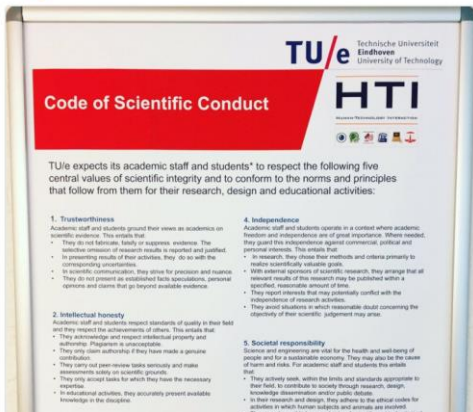 TU/e Technische Universiteit
Eindhoven
University of Technology
Code of Scientific Conduct
HTI
HUMAN TECHNOLOGY INTERACTION
TU/e expects its academic staff and students* to respect the following five
central values of scientific integrity and to conform to the norms and principles
that follow from them for their research, design and educational activities:
1. Trustworthiness
Academic staff and students ground their views as academics on
scientific evidence. This entails that:
• They do not fabricate, falsify or suppress evidence. The
selective omission of research results is reported and justified.
• In presenting results of their activities, they do so with the
corresponding uncertainties.
• In scientific communication, they strive for precision and nuance.
• They do not present as established facts speculations, personal
opinions and claims that go beyond available evidence.
2. Intellectual honesty
Academic staff and students respect standards of quality in their field
and they respect the achievements of others. This entails that:
• They acknowledge and respect intellectual property and
authorship. Plagiarism is unacceptable.
• They only claim authorship if they have made a genuine
contribution.
• They carry out peer-review tasks seriously and make
assessments solely on scientific grounds.
• They only accept tasks for which they have the necessary
expertise.
• In educational activities, they accurately present available
knowledge in the discipline.
4. Independence
Academic staff and students operate in a context where academic
freedom and independence are of great importance. Where needed,
they guard this independence against commercial, political and
personal interests. This entails that:
• In research, they chose their methods and criteria primarily to
realize scientifically valuable goals.
• With external sponsors of scientific research, they arrange that all
relevant results of this research may be published within a
specified, reasonable amount of time.
• They report interests that may potentially conflict with the
independence of research activities.
• They avoid situations in which reasonable doubt concerning the
objectivity of their scientific judgement may arise.
5. Societal responsibility
Science and engineering are vital for the health and well-being of
people and for a sustainable economy. They may also be the cause
of harm and risks. For academic staff and students this entails
that:
• They actively seek, within the limits and standards appropriate to
their field, to contribute to society through research, design,
knowledge dissemination and/or public debate.
• In their research and design, they adhere to the ethical codes for
activities in which human subjects and animals are involved.